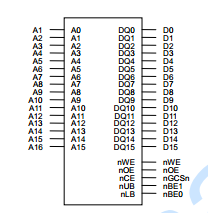 A1 A0 DQ0 D0
A2 A1 DQ1 D1
A3 A2 DQ2 D2
A4 A3 DQ3 D3
A5 A4 DQ4 D4
A6 A5 DQ5 D5
A7 A6 DQ6 D6
A8 A7 DQ7 D7
A9 A8 DQ8 D8
A10 A9 DQ9 D9
A11 A10 DQ10 D10
A12 A11 DQ11 D11
A13 A12 DQ12 D12
A14 A13 DQ13 D13
A15 A14 DQ14 D14
A16 A15 DQ15 D15
nWE nWE
nOE nOE
nCE nGCSn
nUB nBE1
nLB nBE0